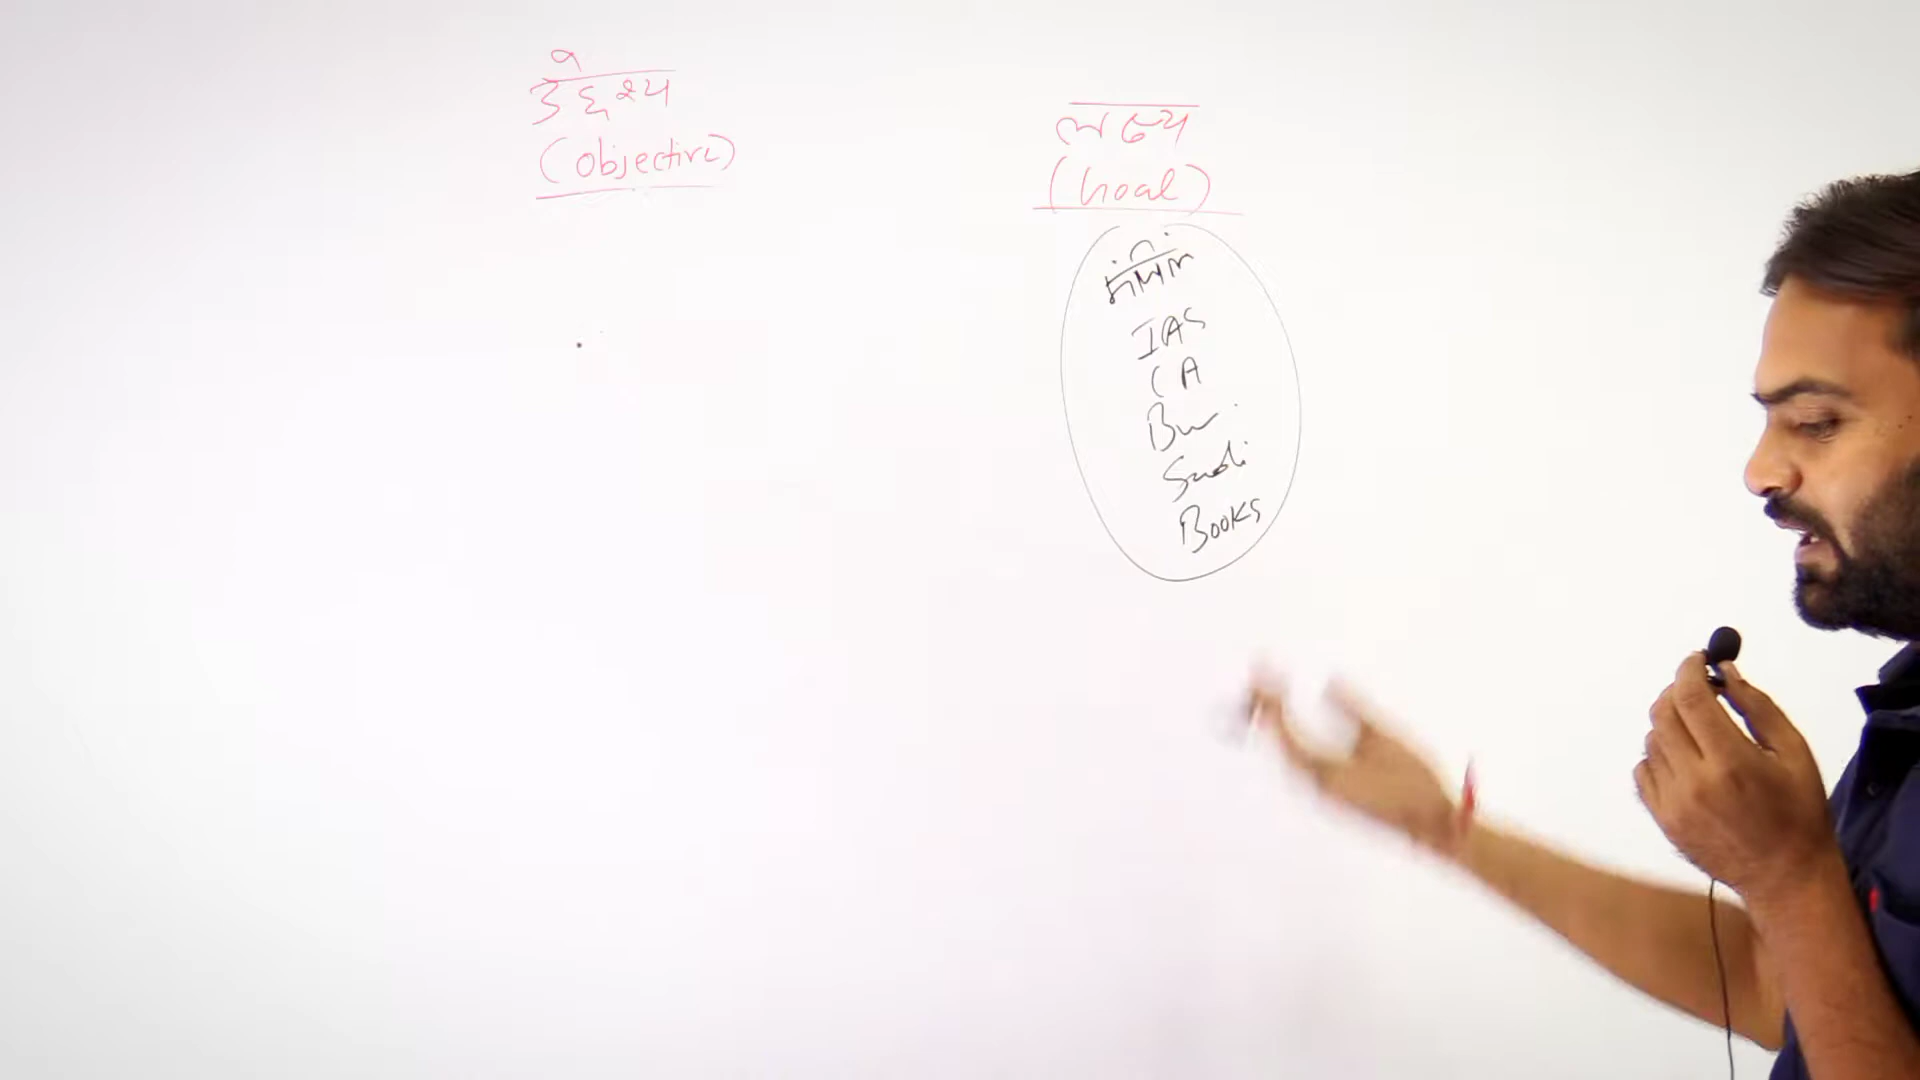 उद्देश्य
(objective)
लक्ष्य
(Goal)
मंजिल
IAS
CA
Books